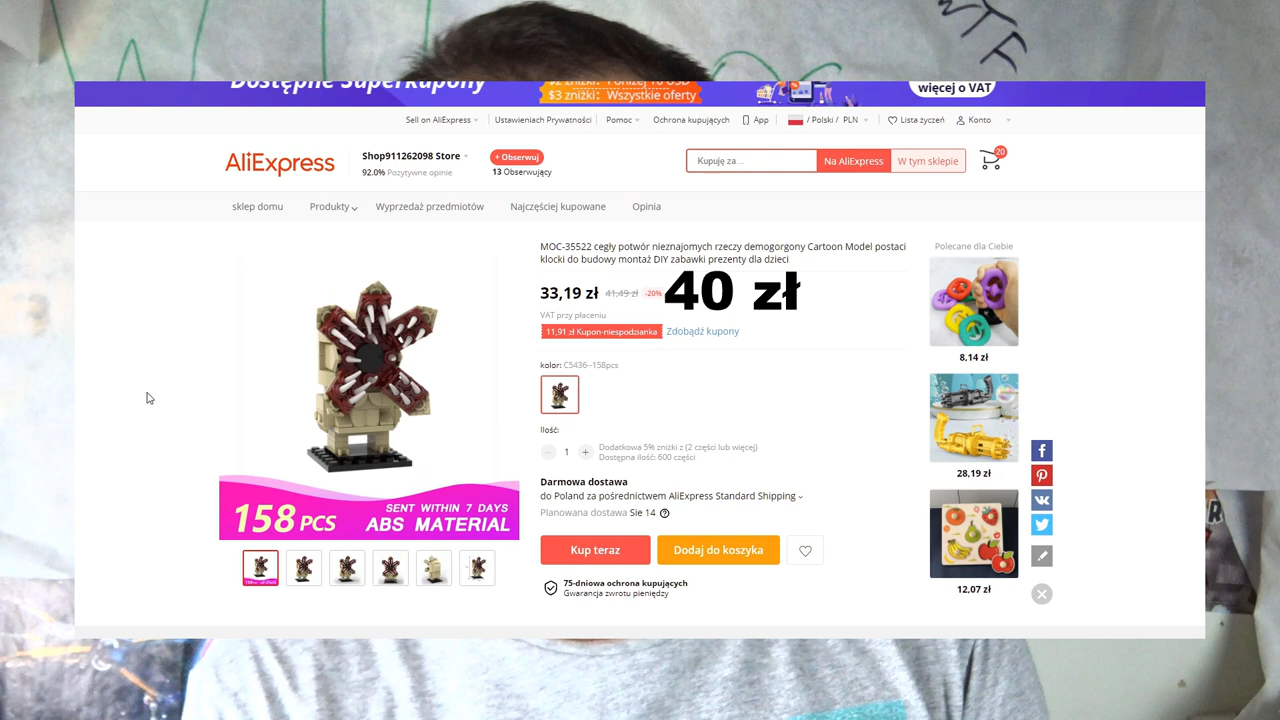 WTF
Dostępne Superkupony
$3 zniżki: Wszystkie oferty
więcej o VAT
Sell on AliExpress
Ustawieniach Prywatności
Pomoc
Ochrona kupujących
App
/ Polski / PLN
Lista życzeń
Konto
AliExpress
Shop911262098 Store
92.0% Pozytywne opinie
+ Obserwuj
13 Obserwujący
Kupuję za...
Na AliExpress
W tym sklepie
20
sklep domu
Produkty
Wyprzedaż przedmiotów
Najczęściej kupowane
Opinia
MOC-35522 cegły potwór nieznajomych rzeczy demogorgony Cartoon Model postaci
klocki do budowy montaż DIY zabawki prezenty dla dzieci
33,19 zł 41,49 zł -20%
40 zł
VAT przy płaceniu
11,91 zł Kupon-niespodzianka
Zdobądź kupony
kolor: C5436--158pcs
Ilość:
1
Dodatkowa 5% zniżki z (2 części lub więcej)
Dostępna ilość: 600 części
Darmowa dostawa
do Poland za pośrednictwem AliExpress Standard Shipping
Planowana dostawa Sie 14
Kup teraz
Dodaj do koszyka
75-dniowa ochrona kupujących
Gwarancja zwrotu pieniędzy
158 PCS
SENT WITHIN 7 DAYS
ABS MATERIAL
Polecane dla Ciebie
8,14 zł
28,19 zł
12,07 zł